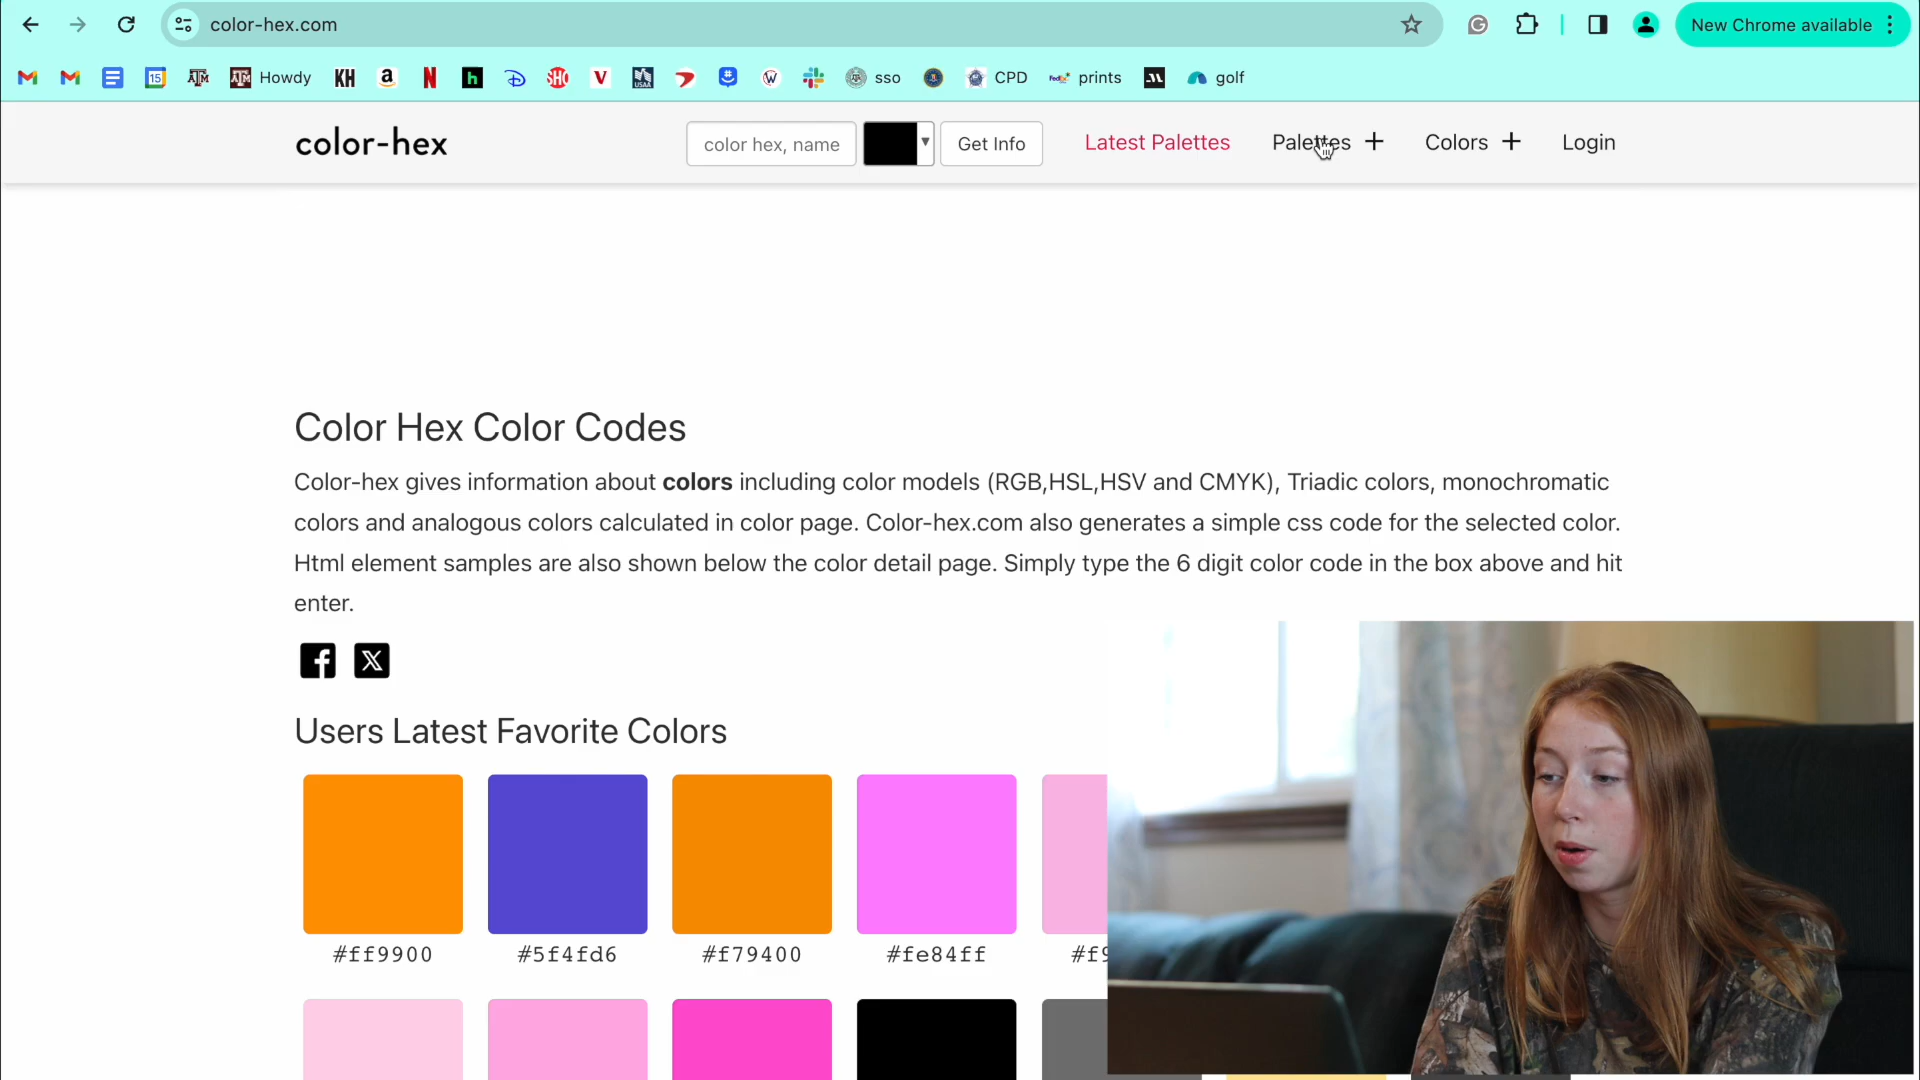 color-hex.com
New Chrome available
15
Howdy
KH
a
N
h
SHO
V
USAA
W
sso
CPD
FedEx
prints
golf
color-hex
color hex, name
Get Info
Latest Palettes
Palettes +
Colors +
Login
Color Hex Color Codes
Color-hex gives information about colors including color models (RGB,HSL,HSV and CMYK), Triadic colors, monochromatic
colors and analogous colors calculated in color page. Color-hex.com also generates a simple css code for the selected color.
Html element samples are also shown below the color detail page. Simply type the 6 digit color code in the box above and hit
enter.
Users Latest Favorite Colors
#ff9900
#5f4fd6
#f79400
#fe84ff
#f9